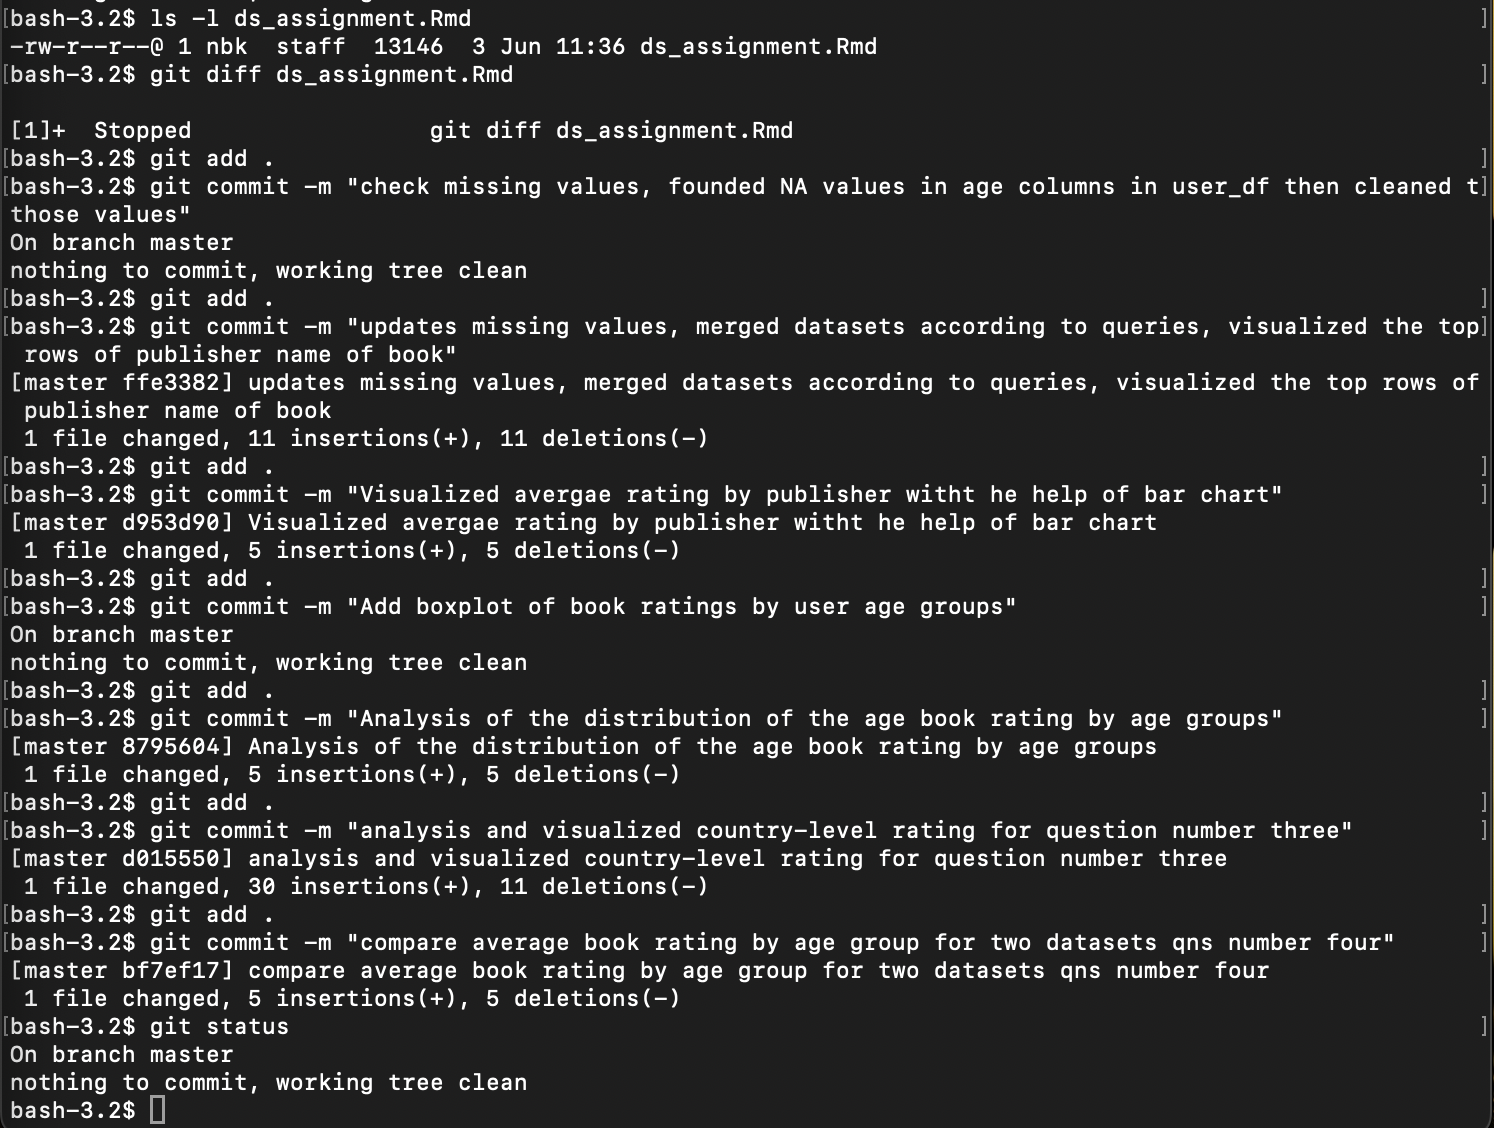 [bash-3.2$ ls -l ds_assignment.Rmd ]
-rw-r--r--@ 1 nbk  staff  13146  3 Jun 11:36 ds_assignment.Rmd
[bash-3.2$ git diff ds_assignment.Rmd ]
[1]+  Stopped                 git diff ds_assignment.Rmd
[bash-3.2$ git add . ]
[bash-3.2$ git commit -m "check missing values, founded NA values in age columns in user_df then cleaned t]
those values"
On branch master
nothing to commit, working tree clean
[bash-3.2$ git add . ]
[bash-3.2$ git commit -m "updates missing values, merged datasets according to queries, visualized the top]
 rows of publisher name of book"
[master ffe3382] updates missing values, merged datasets according to queries, visualized the top rows of
 publisher name of book
 1 file changed, 11 insertions(+), 11 deletions(-)
[bash-3.2$ git add . ]
[bash-3.2$ git commit -m "Visualized avergae rating by publisher witht he help of bar chart" ]
[master d953d90] Visualized avergae rating by publisher witht he help of bar chart
 1 file changed, 5 insertions(+), 5 deletions(-)
[bash-3.2$ git add . ]
[bash-3.2$ git commit -m "Add boxplot of book ratings by user age groups" ]
On branch master
nothing to commit, working tree clean
[bash-3.2$ git add . ]
[bash-3.2$ git commit -m "Analysis of the distribution of the age book rating by age groups" ]
[master 8795604] Analysis of the distribution of the age book rating by age groups
 1 file changed, 5 insertions(+), 5 deletions(-)
[bash-3.2$ git add . ]
[bash-3.2$ git commit -m "analysis and visualized country-level rating for question number three" ]
[master d015550] analysis and visualized country-level rating for question number three
 1 file changed, 30 insertions(+), 11 deletions(-)
[bash-3.2$ git add . ]
[bash-3.2$ git commit -m "compare average book rating by age group for two datasets qns number four" ]
[master bf7ef17] compare average book rating by age group for two datasets qns number four
 1 file changed, 5 insertions(+), 5 deletions(-)
[bash-3.2$ git status ]
On branch master
nothing to commit, working tree clean
bash-3.2$